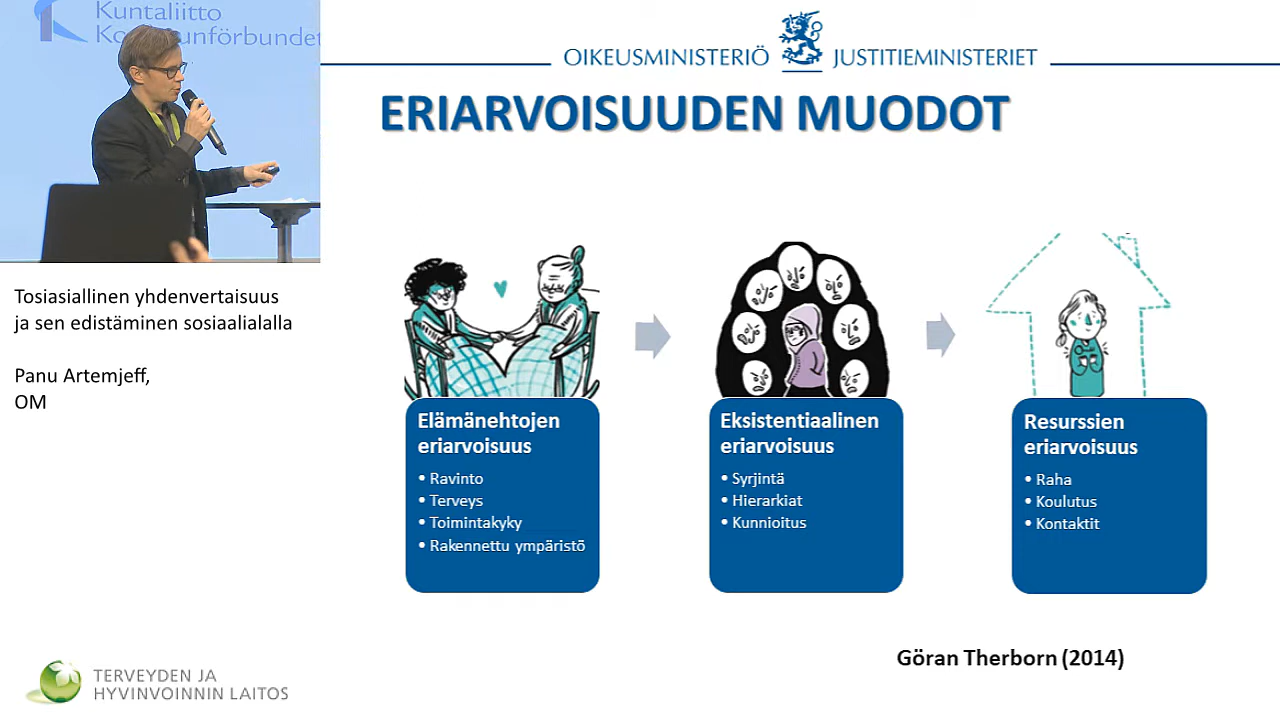 Kuntaliitto
OIKEUSMINISTERIÖ JUSTITIEMINISTERIET
ERIARVOISUUDEN MUODOT
Tosiasiallinen yhdenvertaisuus
ja sen edistäminen sosiaalialalla
Panu Artemjeff,
OM
Elämänehtojen
eriarvoisuus
• Ravinto
• Terveys
• Toimintakyky
• Rakennettu ympäristö
Eksistentiaalinen
eriarvoisuus
• Syrjintä
• Hierarkiat
• Kunnioitus
Resurssien
eriarvoisuus
• Raha
• Koulutus
• Kontaktit
Göran Therborn (2014)
TERVEYDEN JA
HYVINVOINNIN LAITOS